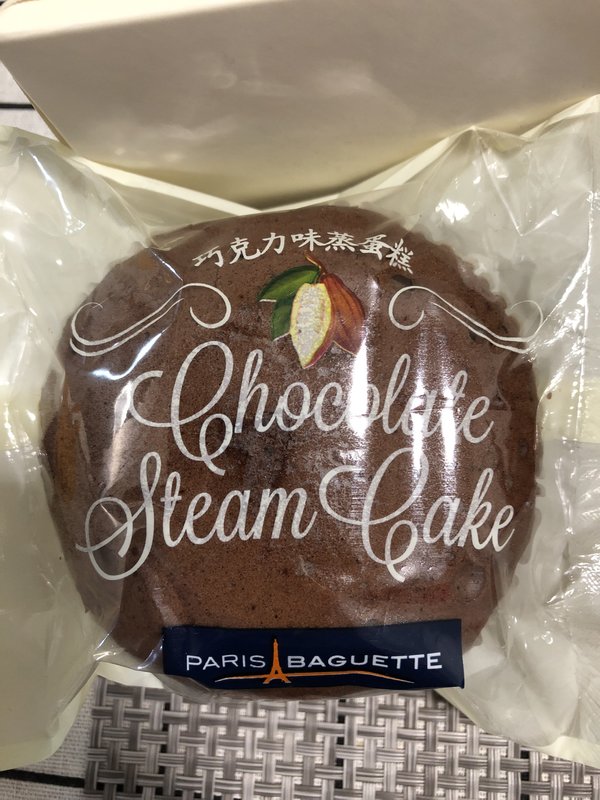 巧克力味蒸蛋糕
Chocolate
Steam Cake
PARIS BAGUETTE